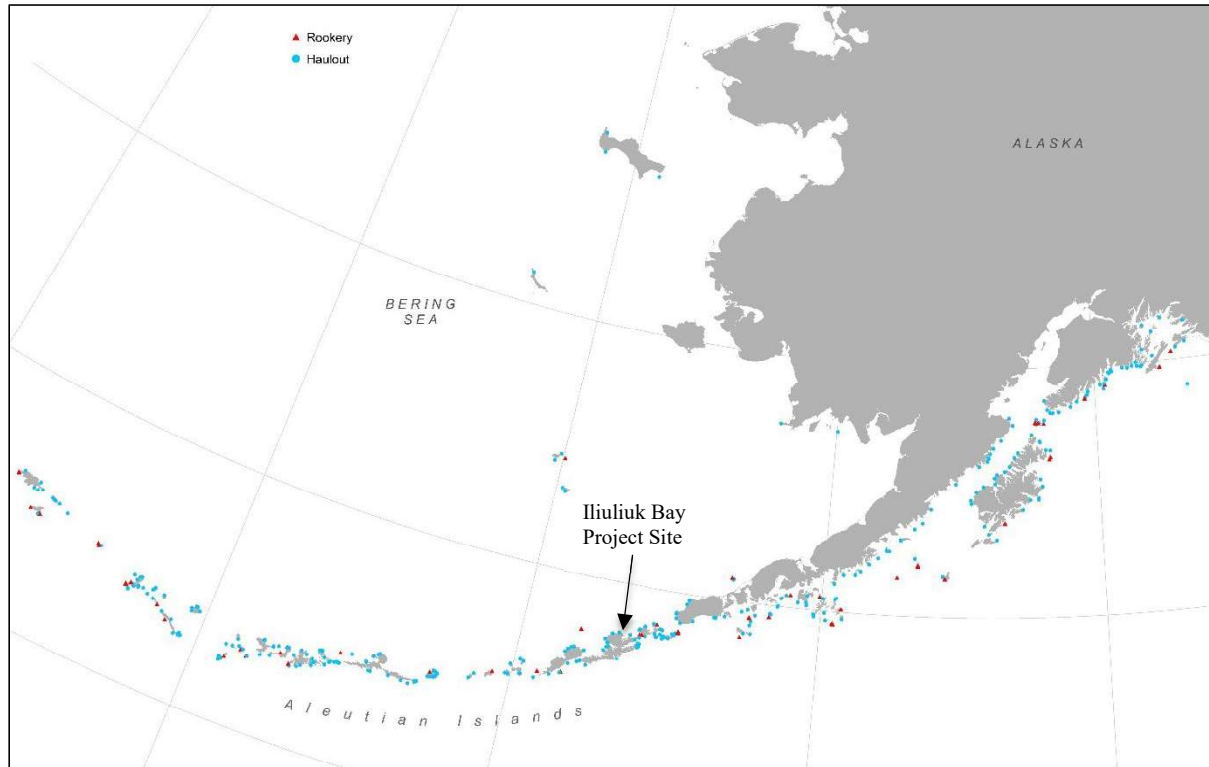 Rookery
Haulout
ALASKA
BERING
SEA
Iliuliuk Bay
Project Site
Aleutian Islands